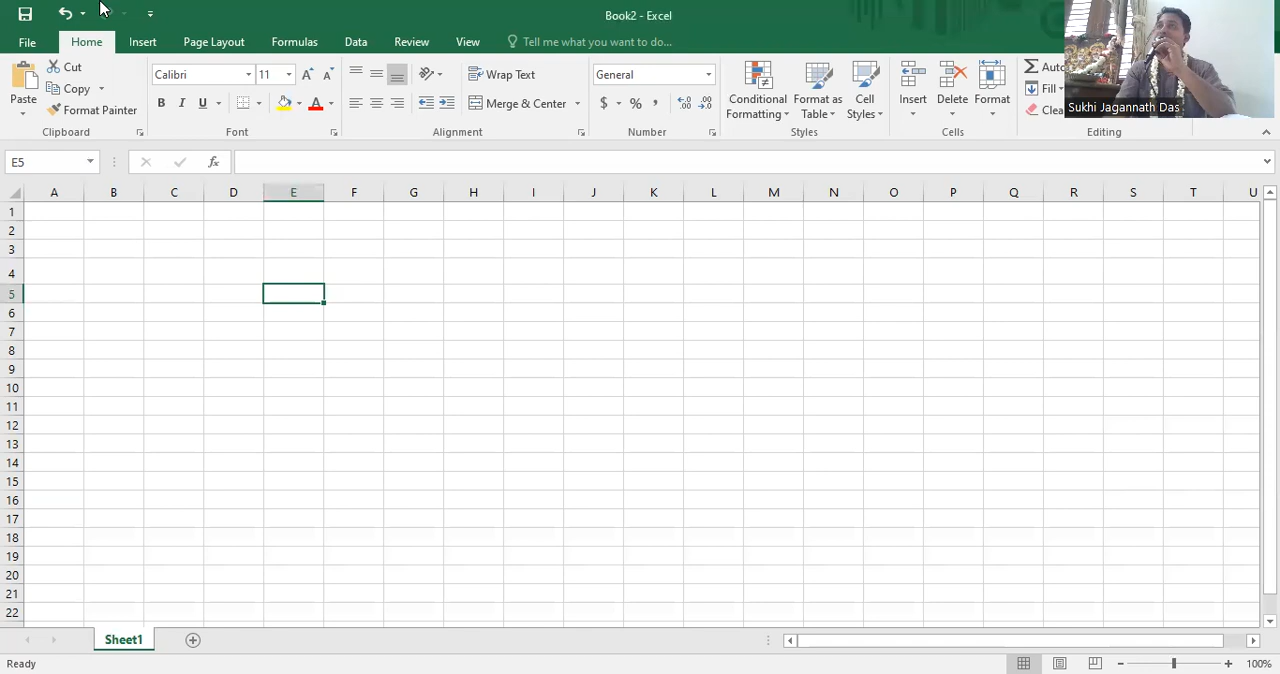 Book2 - Excel
File Home Insert Page Layout Formulas Data Review View Tell me what you want to do...
Paste
Cut
Copy
Format Painter
Clipboard
Calibri 11 A A
B I U A
Font
Wrap Text
Merge & Center
Alignment
General
$ % , .00
Number
Conditional Formatting
Format as Table
Cell Styles
Styles
Insert
Delete
Format
Cells
Auto
Fill
Clea
Editing
Sukhi Jagannath Das
E5 fx
A B C D E F G H I J K L M N O P Q R S T U
1
2
3
4
5
6
7
8
9
10
11
12
13
14
15
16
17
18
19
20
21
22
Sheet1
Ready 100%